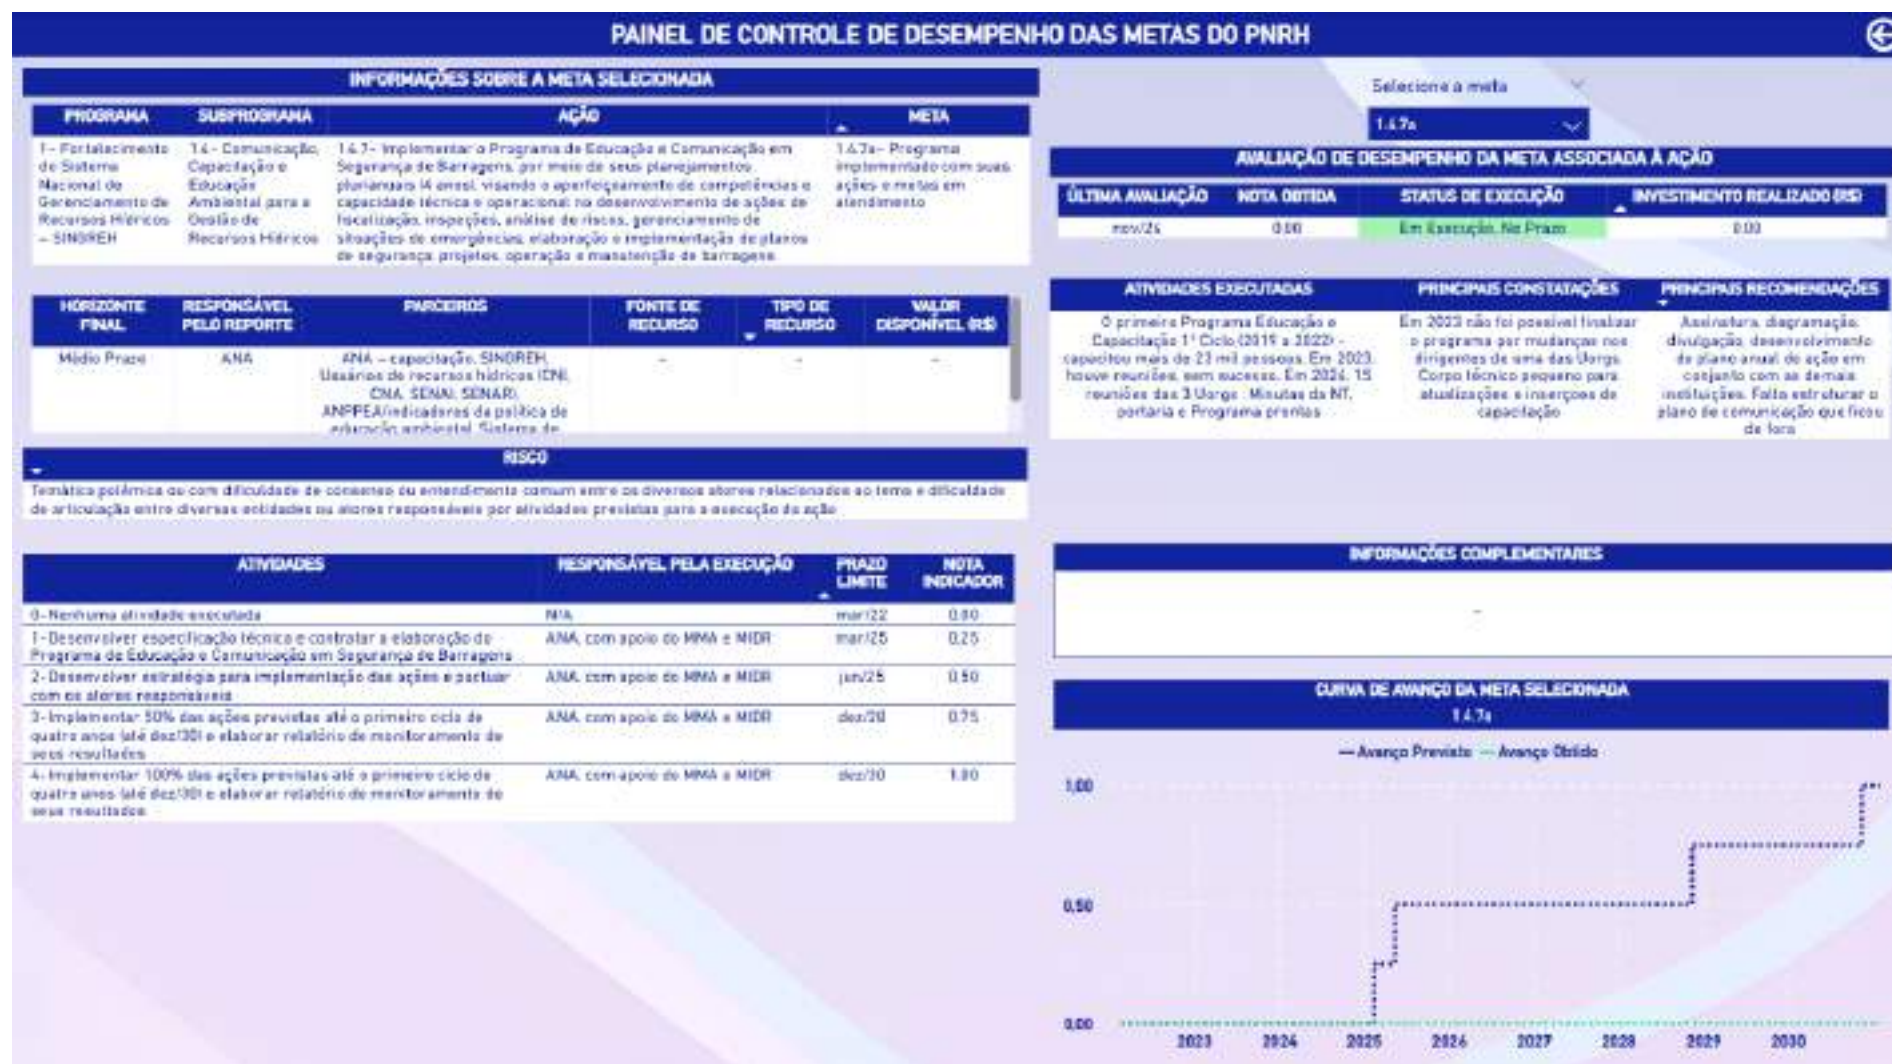 PAINEL DE CONTROLE DE DESEMPENHO DAS METAS DO PNRH
INFORMAÇÕES SOBRE A META SELECIONADA
PROGRAMA SUBPROGRAMA AÇÃO META
1- Fortalecimento do Sistema Nacional de Gerenciamento de Recursos Hídricos – SINGREH
1.4- Comunicação, Capacitação e Educação Ambiental para a Gestão de Recursos Hídricos
1.4.7- Implementar o Programa de Educação e Comunicação em
Segurança de Barragens, por meio de seus planejamentos
plurianuais (4 anos), visando o aperfeiçoamento de competências e
capacidade técnica e operacional no desenvolvimento de ações de
fiscalização, inspeções, análise de riscos, gerenciamento de
situações de emergências, elaboração e implementação de planos
de segurança, projetos, operação e manutenção de barragens
1.4.7a- Programa
implementado com suas
ações e metas em
atendimento
HORIZONTE FINAL RESPONSÁVEL PELO REPORTE PARCEIROS FONTE DE RECURSO TIPO DE RECURSO VALOR DISPONÍVEL (R$)
Médio Prazo ANA
ANA – capacitação, SINGREH,
Usuários de recursos hídricos (CNI,
CNA, SENAI, SENAR),
ANPPEA/indicadores da política de
educação ambiental, Sistema de
- - -
RISCO
Temática polêmica ou com dificuldade de consenso ou entendimento comum entre os diversos atores relacionados ao tema e dificuldade
de articulação entre diversas entidades ou atores responsáveis por atividades previstas para a execução da ação
ATIVIDADES RESPONSÁVEL PELA EXECUÇÃO PRAZO LIMITE NOTA INDICADOR
0- Nenhuma atividade executada N/A mar/22 0,00
1-Desenvolver especificação técnica e contratar a elaboração do
Programa de Educação e Comunicação em Segurança de Barragens
ANA, com apoio do MMA e MIDR mar/25 0,25
2- Desenvolver estratégia para implementação das ações e pactuar
com os atores responsáveis
ANA, com apoio do MMA e MIDR jun/25 0,50
3-Implementar 50% das ações previstas até o primeiro ciclo de
quatro anos (até dez/30) e elaborar relatório de monitoramento de
seus resultados
ANA, com apoio do MMA e MIDR 0,75
4- Implementar 100% das ações previstas até o primeiro ciclo de
quatro anos (até dez/30) e elaborar relatório de monitoramento de
seus resultados
ANA, com apoio do MMA e MIDR dez/30 1,00
Selecione a meta
1.4.7a
AVALIAÇÃO DE DESEMPENHO DA META ASSOCIADA À AÇÃO
ÚLTIMA AVALIAÇÃO NOTA OBTIDA STATUS DE EXECUÇÃO INVESTIMENTO REALIZADO (R$)
nov/24 0,00 Em Execução, No Prazo 0,00
ATIVIDADES EXECUTADAS PRINCIPAIS CONSTATAÇÕES PRINCIPAIS RECOMENDAÇÕES
O primeiro Programa Educação e
Capacitação 1º Ciclo (2019 a 2022) -
capacitou mais de 23 mil pessoas. Em 2023,
houve reuniões, sem sucesso. Em 2024, 15
reuniões das 3 Uorgs. Minutas da NT,
portaria e Programa prontas
Em 2023 não foi possível finalizar
o programa por mudanças nos
dirigentes de uma das Uorgs.
Corpo técnico pequeno para
atualizações e inserções de
capacitação
Assinatura, diagramação,
divulgação, desenvolvimento
do plano anual de ação em
conjunto com as demais
instituições. Falta estruturar o
plano de comunicação que ficou
de fora
INFORMAÇÕES COMPLEMENTARES
-
CURVA DE AVANÇO DA META SELECIONADA
1.4.7a
Avanço Previsto Avanço Obtido
1,00
0,50
0,00
2023 2024 2025 2026 2027 2028 2029 2030